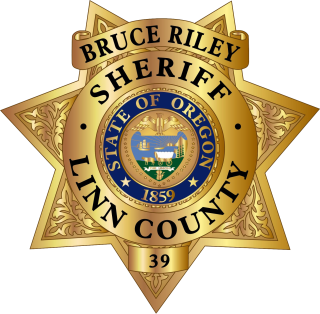 BRUCE RILEY
SHERIFF
STATE OF OREGON
1859
LINN COUNTY
39